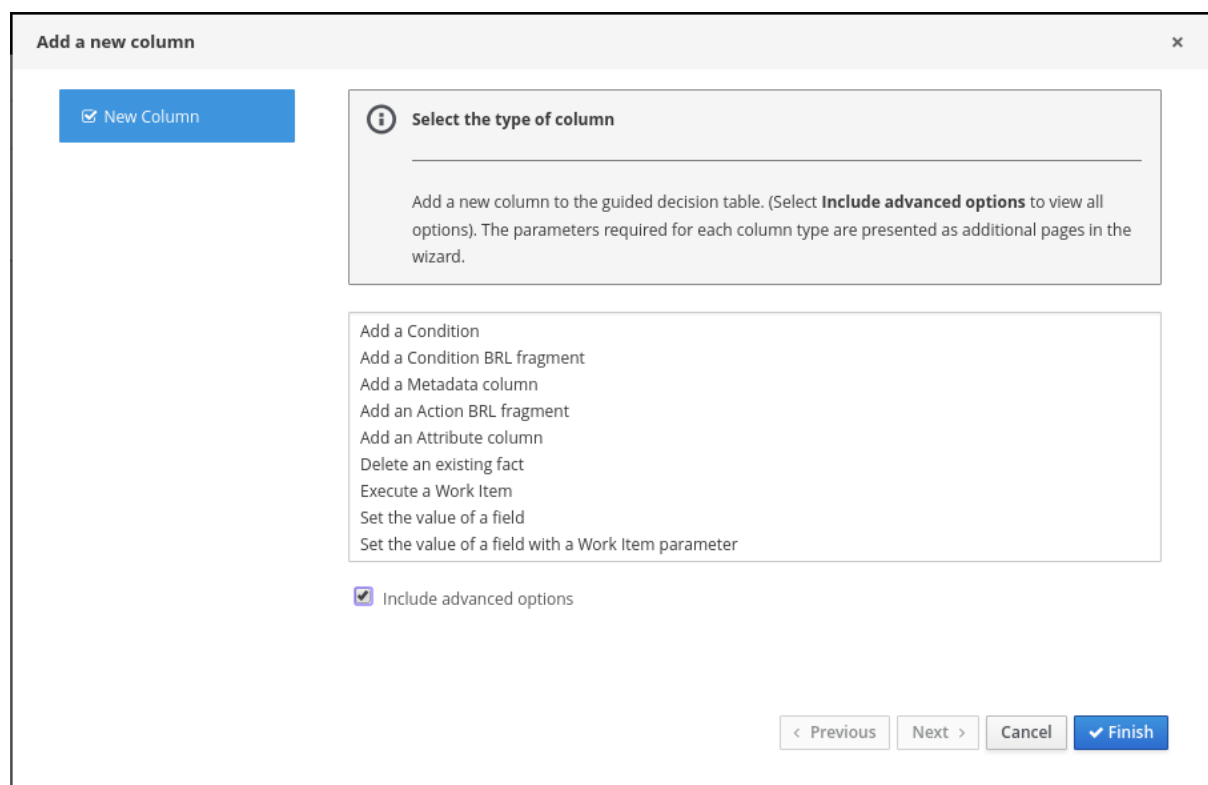 Add a new column
×
New Column
Select the type of column
Add a new column to the guided decision table. (Select Include advanced options to view all
options). The parameters required for each column type are presented as additional pages in the
wizard.
Add a Condition
Add a Condition BRL fragment
Add a Metadata column
Add an Action BRL fragment
Add an Attribute column
Delete an existing fact
Execute a Work Item
Set the value of a field
Set the value of a field with a Work Item parameter
Include advanced options
< Previous
Next >
Cancel
Finish